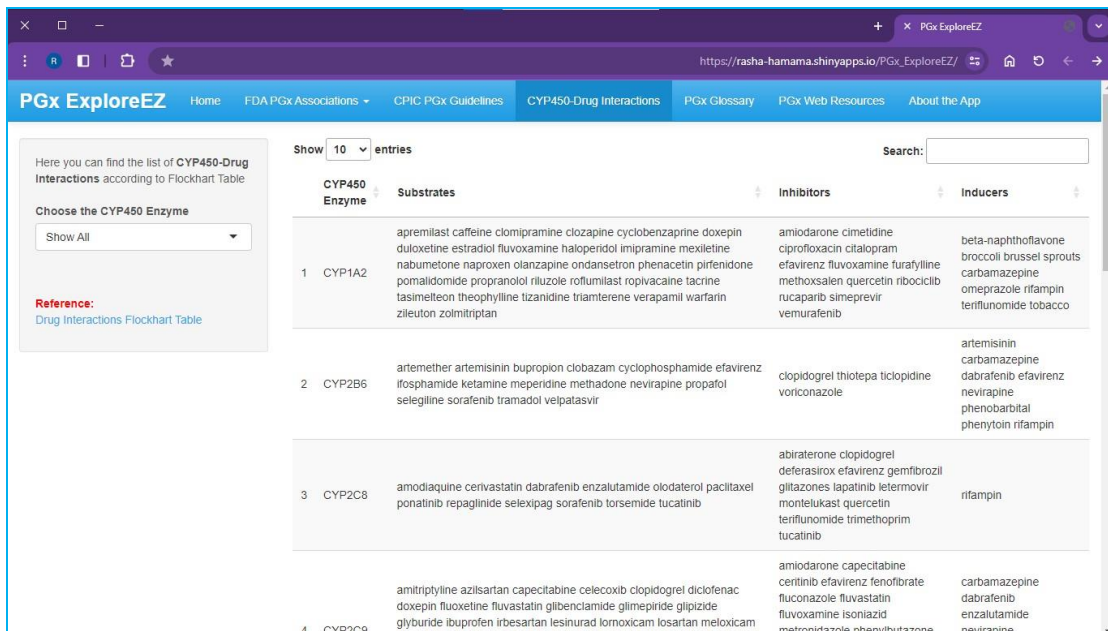 PGx ExploreEZ
https://rasha-hamama.shinyapps.io/PGx_ExploreEZ/
R
PGx ExploreEZ
Home
FDA PGx Associations
CPIC PGx Guidelines
CYP450-Drug Interactions
PGx Glossary
PGx Web Resources
About the App
Here you can find the list of CYP450-Drug
Interactions according to Flockhart Table
Choose the CYP450 Enzyme
Show All
Reference:
Drug Interactions Flockhart Table
Show 10 entries
Search:
CYP450
Enzyme
Substrates
Inhibitors
Inducers
1 CYP1A2
apremilast caffeine clomipramine clozapine cyclobenzaprine doxepin
duloxetine estradiol fluvoxamine haloperidol imipramine mexiletine
nabumetone naproxen olanzapine ondansetron phenacetin pirfenidone
pomalidomide propranolol riluzole roflumilast ropivacaine tacrine
tasimelteon theophylline tizanidine triamterene verapamil warfarin
zileuton zolmitriptan
amiodarone cimetidine
ciprofloxacin citalopram
efavirenz fluvoxamine furafylline
methoxsalen quercetin ribociclib
rucaparib simeprevir
vemurafenib
beta-naphthoflavone
broccoli brussel sprouts
carbamazepine
omeprazole rifampin
teriflunomide tobacco
2 CYP2B6
artemether artemisinin bupropion clobazam cyclophosphamide efavirenz
ifosphamide ketamine meperidine methadone nevirapine propafol
selegiline sorafenib tramadol velpatasvir
clopidogrel thiotepa ticlopidine
voriconazole
artemisinin
carbamazepine
dabrafenib efavirenz
nevirapine
phenobarbital
phenytoin rifampin
3 CYP2C8
amodiaquine cerivastatin dabrafenib enzalutamide olodaterol paclitaxel
ponatinib repaglinide selexipag sorafenib torsemide tucatinib
abiraterone clopidogrel
deferasirox efavirenz gemfibrozil
glitazones lapatinib letermovir
montelukast quercetin
teriflunomide trimethoprim
tucatinib
rifampin
4 CYP2C9
amitriptyline azilsartan capecitabine celecoxib clopidogrel diclofenac
doxepin fluoxetine fluvastatin glibenclamide glimepiride glipizide
glyburide ibuprofen irbesartan lesinurad lornoxicam losartan meloxicam
amiodarone capecitabine
ceritinib efavirenz fenofibrate
fluconazole fluvastatin
fluvoxamine isoniazid
metronidazole phenylbutazone
carbamazepine
dabrafenib
enzalutamide
nevirapine